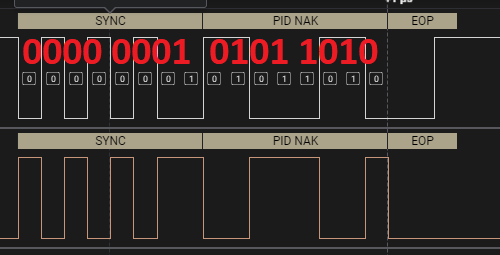 SYNC PID NAK EOP
0000 0001 0101 1010
0 0 0 0 0 0 0 1 0 1 0 1 1 0 1 0
SYNC PID NAK EOP